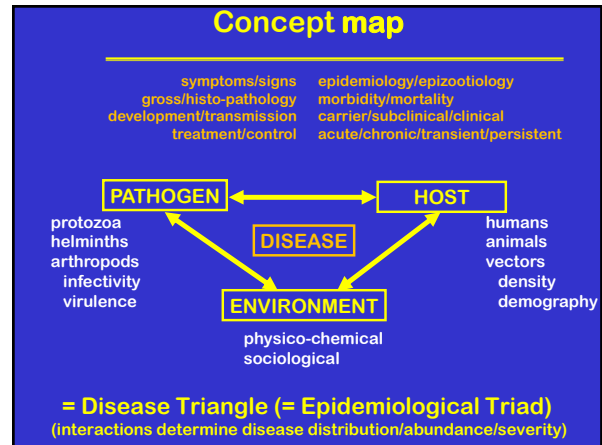 Concept map
symptoms/signs epidemiology/epizootiology
gross/histo-pathology morbidity/mortality
development/transmission carrier/subclinical/clinical
treatment/control acute/chronic/transient/persistent
PATHOGEN HOST
protozoa
helminths
arthropods
infectivity
virulence
DISEASE
humans
animals
vectors
density
demography
ENVIRONMENT
physico-chemical
sociological
= Disease Triangle (= Epidemiological Triad)
(interactions determine disease distribution/abundance/severity)